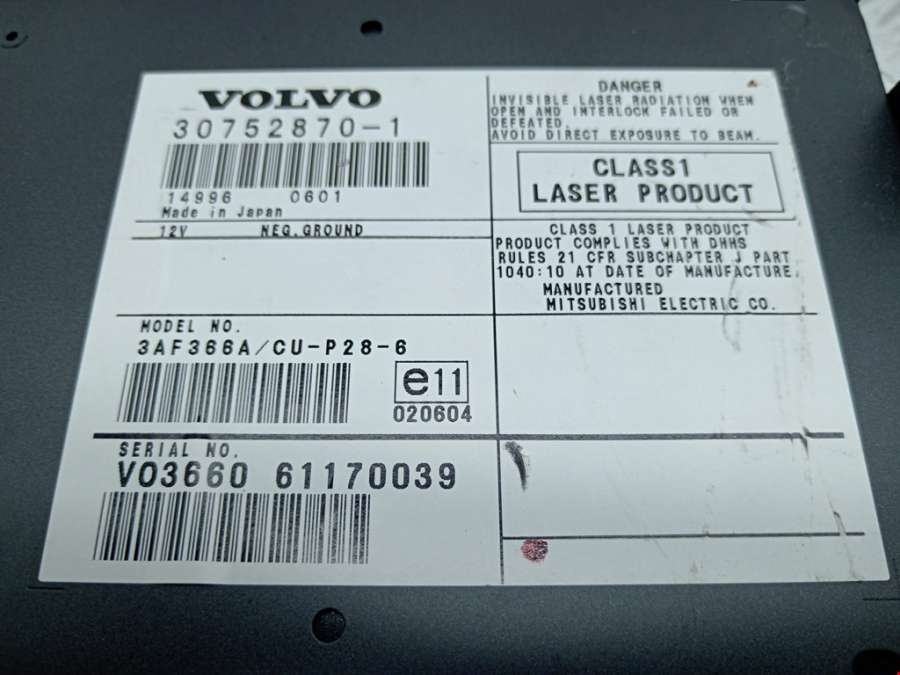 VOLVO
30752870-1
14996 0601
Made in Japan
12V NEG.GROUND
MODEL NO.
3AF366A/CU-P28-6
e11
020604
SERIAL NO.
VO3660 61170039
DANGER
INVISIBLE LASER RADIATION WHEN
OPEN AND INTERLOCK FAILED OR
DEFEATED.
AVOID DIRECT EXPOSURE TO BEAM.
CLASS1
LASER PRODUCT
CLASS 1 LASER PRODUCT
PRODUCT COMPLIES WITH DHHS
RULES 21 CFR SUBCHAPTER J PART
1040:10 AT DATE OF MANUFACTURE.
MANUFACTURED
MITSUBISHI ELECTRIC CO.